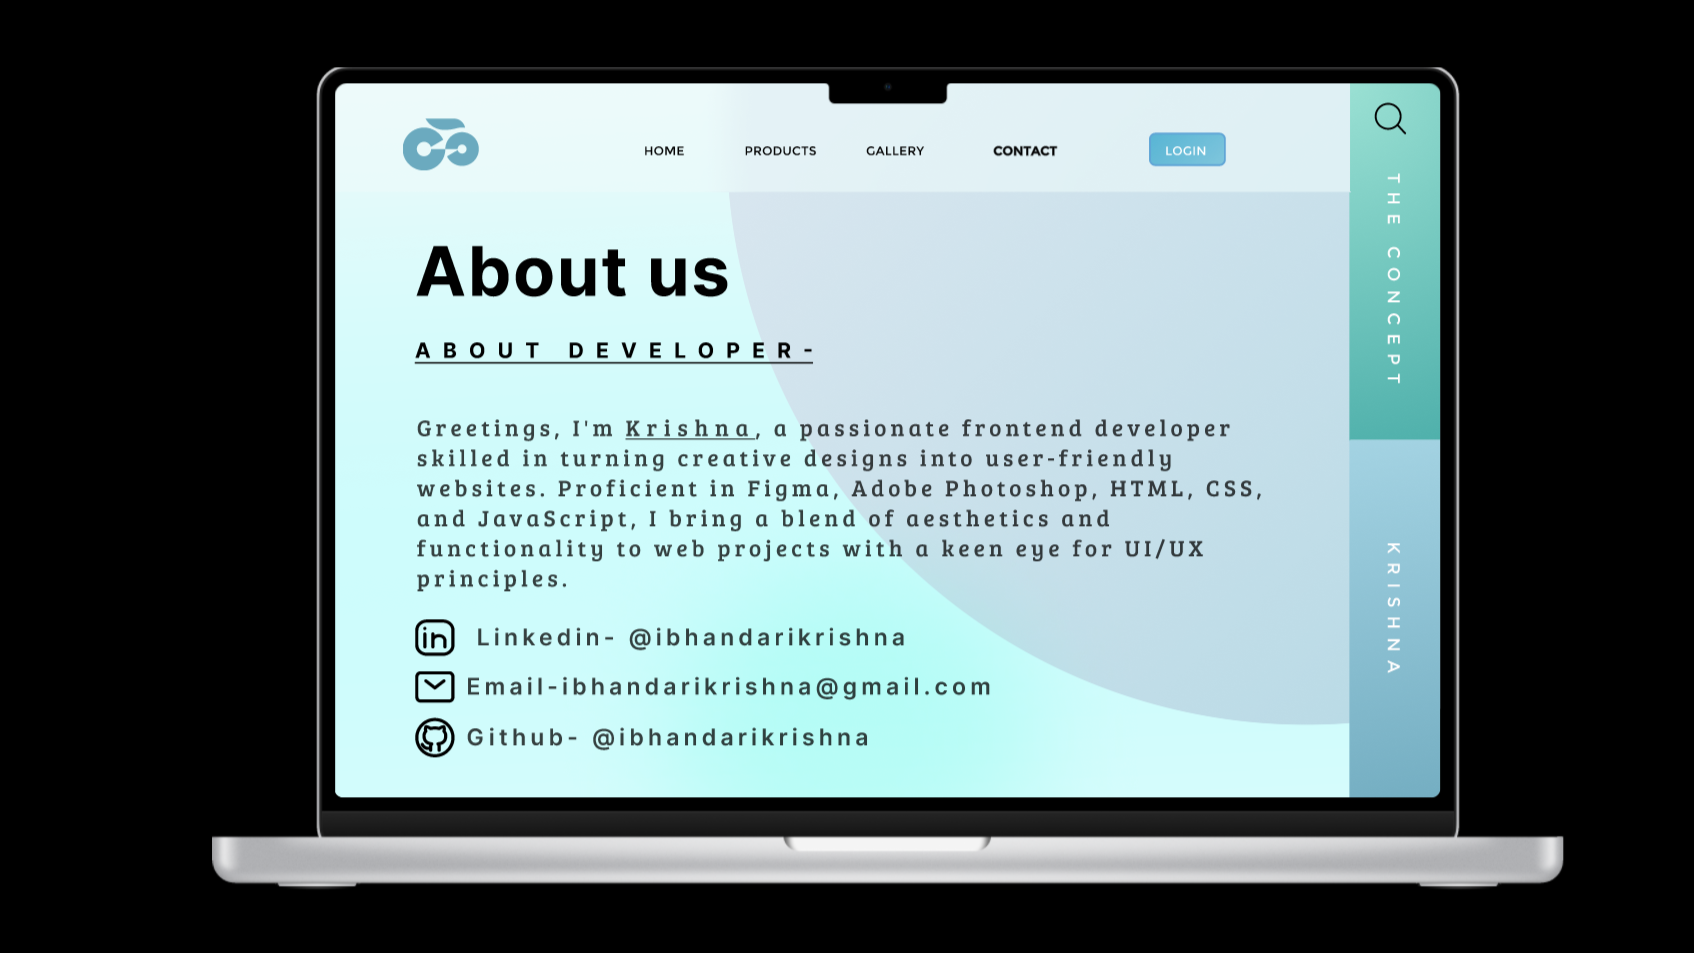 HOME PRODUCTS GALLERY CONTACT LOGIN
About us
ABOUT DEVELOPER-
Greetings, I'm Krishna, a passionate frontend developer
skilled in turning creative designs into user-friendly
websites. Proficient in Figma, Adobe Photoshop, HTML, CSS,
and JavaScript, I bring a blend of aesthetics and
functionality to web projects with a keen eye for UI/UX
principles.
Linkedin- @ibhandarikrishna
Email-ibhandarikrishna@gmail.com
Github- @ibhandarikrishna
THE CONCEPT
KRISHNA